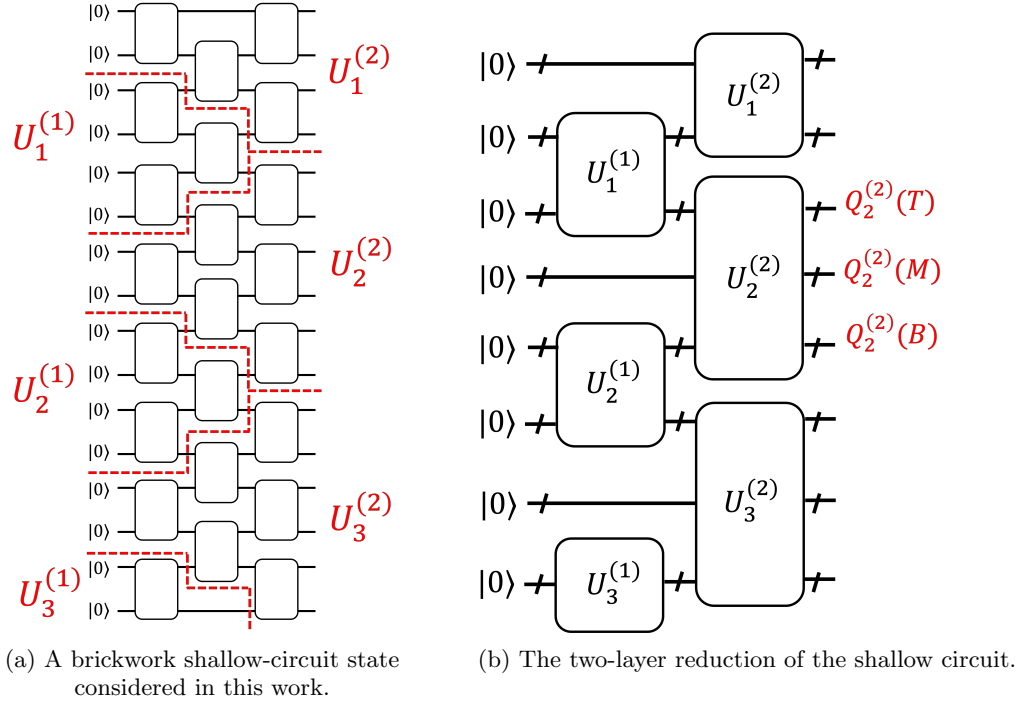 |0⟩
|0⟩
U_1^{(2)}
|0⟩
U_1^{(1)}
|0⟩
|0⟩
|0⟩
|0⟩
U_2^{(2)}
|0⟩
|0⟩
|0⟩
U_2^{(1)}
|0⟩
|0⟩
|0⟩
U_3^{(2)}
|0⟩
|0⟩
U_3^{(1)}
|0⟩
(a) A brickwork shallow-circuit state
considered in this work.
|0⟩
U_1^{(2)}
|0⟩
U_1^{(1)}
|0⟩
Q_2^{(2)}(T)
|0⟩
U_2^{(2)}
Q_2^{(2)}(M)
|0⟩
Q_2^{(2)}(B)
U_2^{(1)}
|0⟩
|0⟩
U_3^{(2)}
|0⟩
U_3^{(1)}
(b) The two-layer reduction of the shallow circuit.